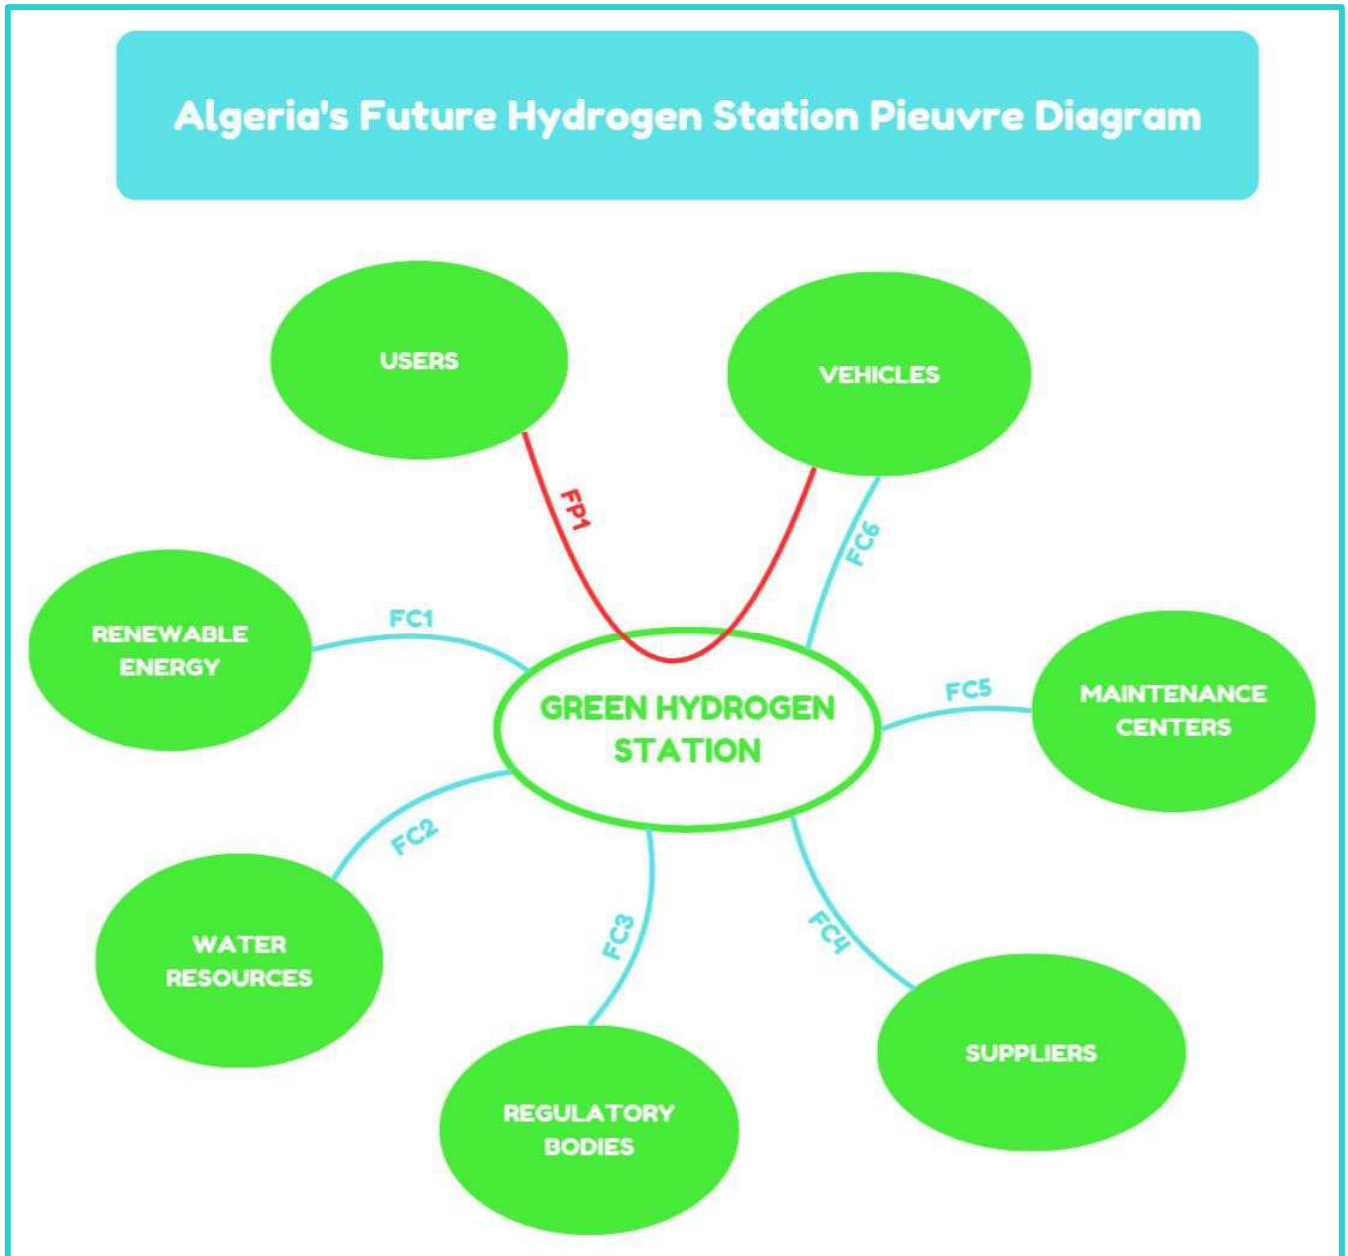 Algeria's Future Hydrogen Station Pieuvre Diagram
USERS
VEHICLES
FP1
FC6
RENEWABLE
ENERGY
FC1
GREEN HYDROGEN
STATION
FC5
MAINTENANCE
CENTERS
FC2
WATER
RESOURCES
FC3
FC4
REGULATORY
BODIES
SUPPLIERS